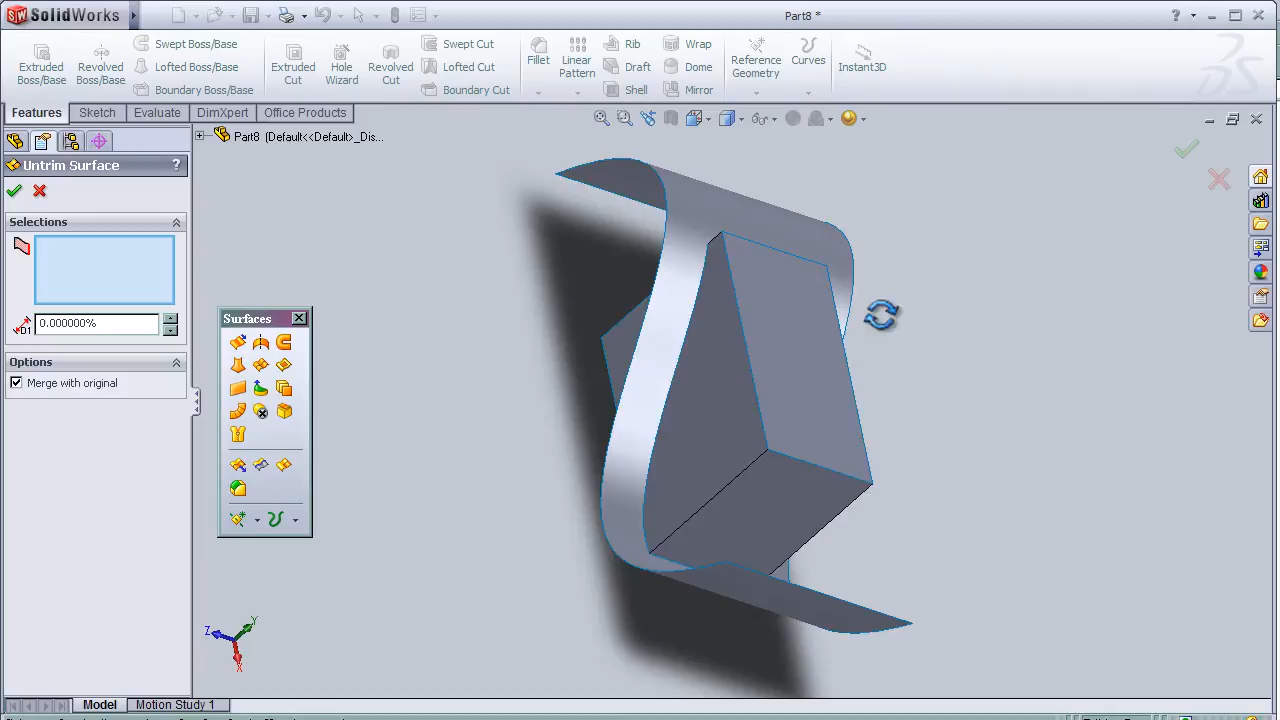 SW SolidWorks
Part8 *
? ▾
Extruded Boss/Base
Revolved Boss/Base
Swept Boss/Base
Lofted Boss/Base
Boundary Boss/Base
Extruded Cut
Hole Wizard
Revolved Cut
Swept Cut
Lofted Cut
Boundary Cut
Fillet
Linear Pattern
Rib
Draft
Shell
Wrap
Dome
Mirror
Reference Geometry
Curves
Instant3D
Features
Sketch
Evaluate
DimXpert
Office Products
Part8 (Default<<Default>_Dis...
Untrim Surface ?
Selections
D1 0.000000%
Options
Merge with original
Surfaces
Z
Y
X
Model
Motion Study 1